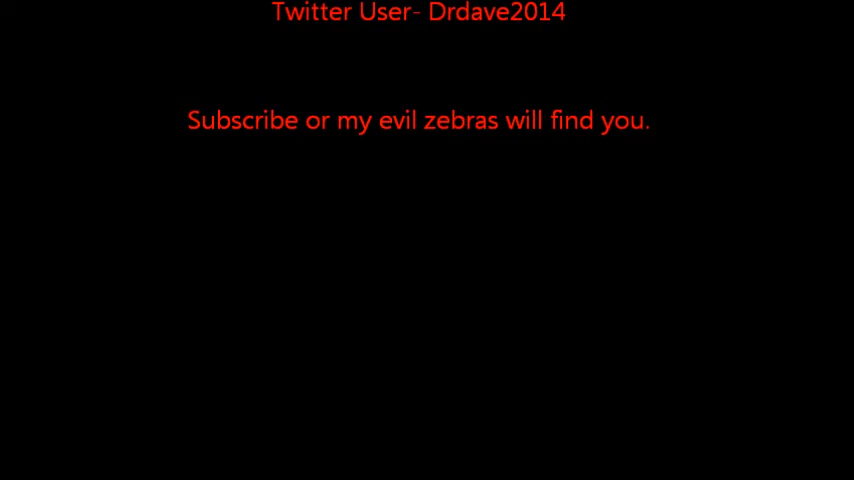 Twitter User- Drdave2014
Subscribe or my evil zebras will find you.